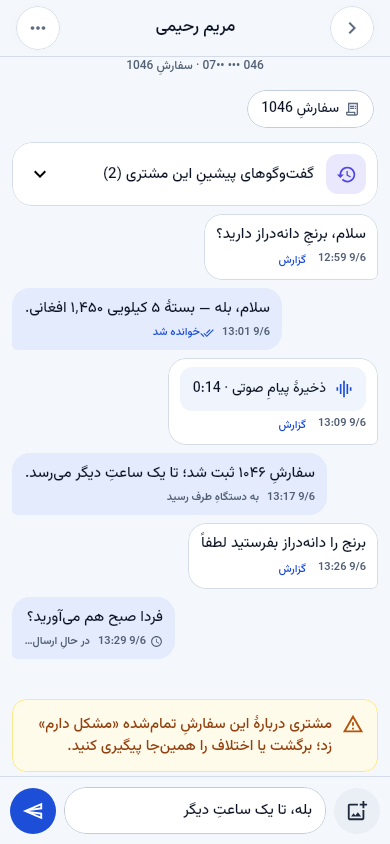 مریم رحیمی
046 ••• ••07 · سفارشِ 1046
سفارشِ 1046
گفت‌وگوهای پیشینِ این مشتری (2)
سلام، برنجِ دانه‌دراز دارید؟
12:59 9/6 گزارش
سلام، بله — بستهٔ ۵ کیلویی ۱,۴۵۰ افغانی.
13:01 9/6 خوانده شد
ذخیرهٔ پیامِ صوتی · 0:14
13:09 9/6 گزارش
سفارشِ ۱۰۴۶ ثبت شد؛ تا یک ساعتِ دیگر می‌رسد.
13:17 9/6 به دستگاهِ طرف رسید
برنج را دانه‌دراز بفرستید لطفاً
13:26 9/6 گزارش
فردا صبح هم می‌آورید؟
13:29 9/6 در حالِ ارسال…
مشتری دربارهٔ این سفارشِ تمام‌شده «مشکل دارم»
زد؛ برگشت یا اختلاف را همین‌جا پیگیری کنید.
بله، تا یک ساعتِ دیگر